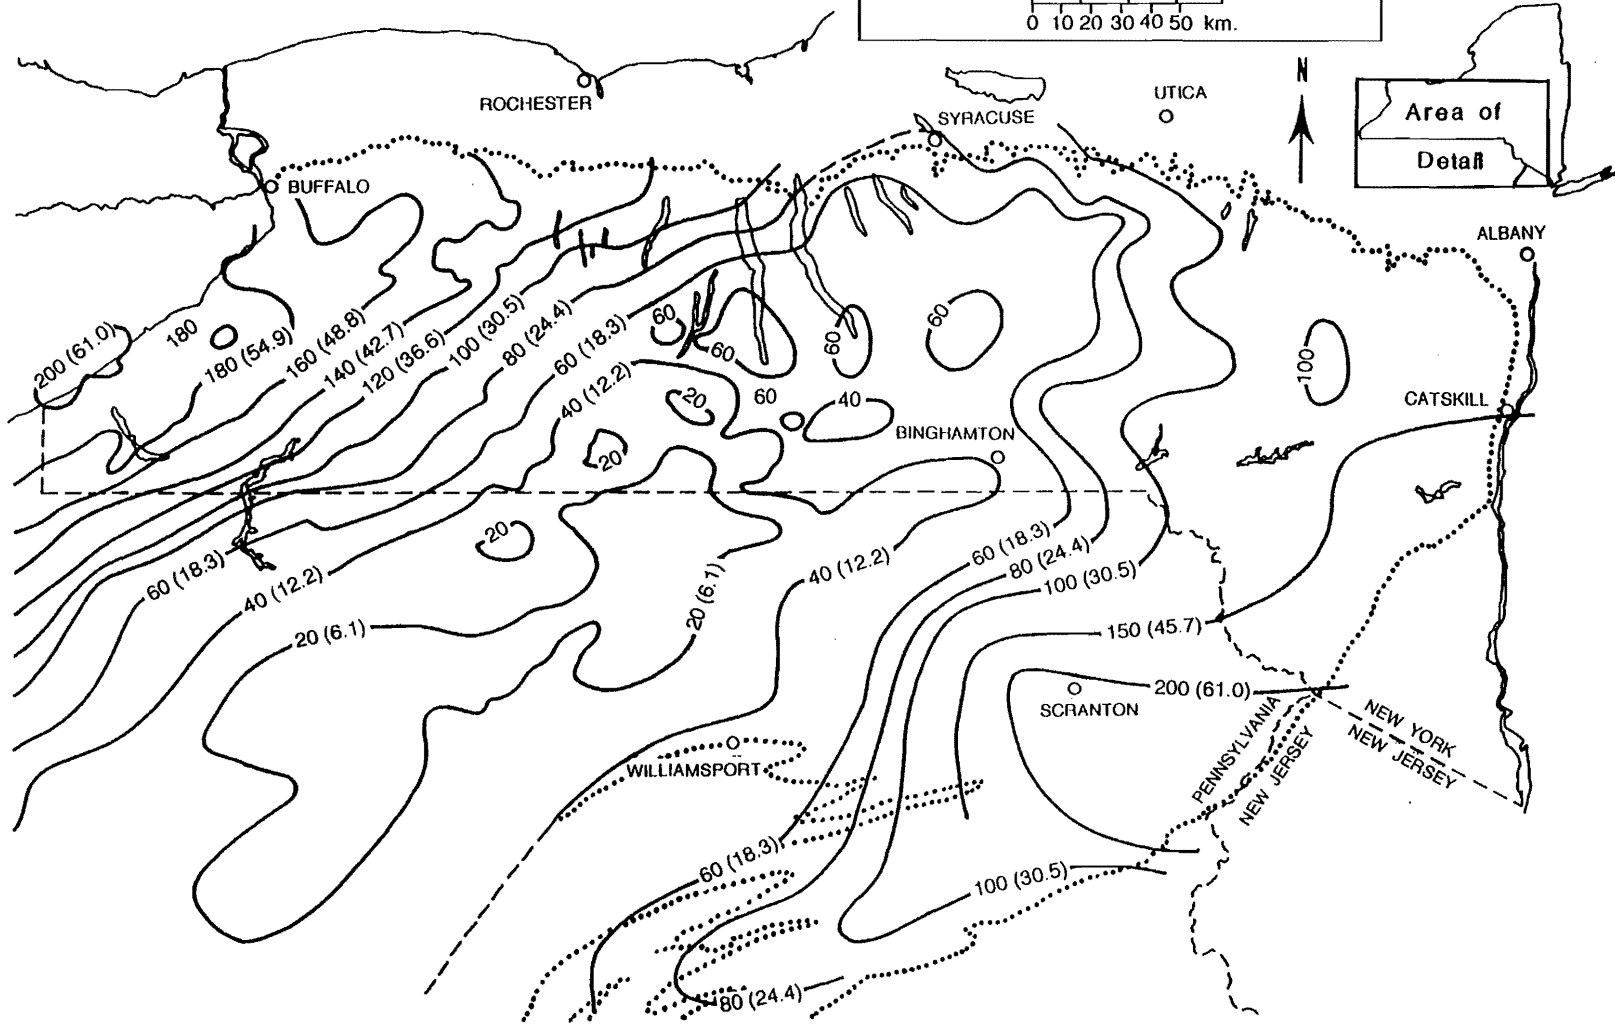 0 10 20 30 40 50 km.
N
UTICA
ROCHESTER
SYRACUSE
Area of
Detail
BUFFALO
ALBANY
200 (61.0)
180
180 (54.9)
160 (48.8)
140 (42.7)
120 (36.6)
100 (30.5)
80 (24.4)
60 (18.3)
40 (12.2)
60
60
60
60
100
20
60
40
CATSKILL
BINGHAMTON
20
20
60 (18.3)
40 (12.2)
20 (6.1)
20 (6.1)
40 (12.2)
60 (18.3)
80 (24.4)
100 (30.5)
150 (45.7)
200 (61.0)
SCRANTON
PENNSYLVANIA
NEW JERSEY
NEW YORK
NEW JERSEY
WILLIAMSPORT
60 (18.3)
100 (30.5)
80 (24.4)